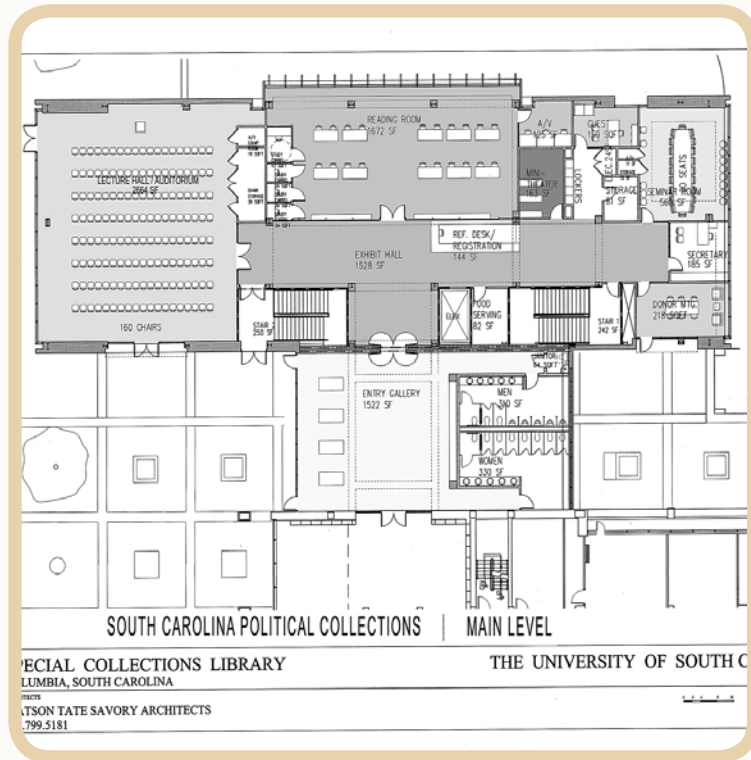 READING ROOM
1672 SF
A/V
GUEST
LECTURE HALL/AUDITORIUM
2664 SF
MINI-
THEATER
163 SF
LOCKERS
STORAGE
81 SF
SEATS
SEMINAR ROOM
REF. DESK/
REGISTRATION
144 SF
EXHIBIT HALL
1528 SF
SECRETARY
185 SF
160 CHAIRS
STAIR
250 SF
ELEV.
FOOD
SERVING
82 SF
STAIR 1
242 SF
DONOR MTG.
218 SQFT
ENTRY GALLERY
1522 SF
MEN
WOMEN
330 SF
SOUTH CAROLINA POLITICAL COLLECTIONS | MAIN LEVEL
PECIAL COLLECTIONS LIBRARY
THE UNIVERSITY OF SOUTH C
LUMBIA, SOUTH CAROLINA
ATSON TATE SAVORY ARCHITECTS
.799.5181